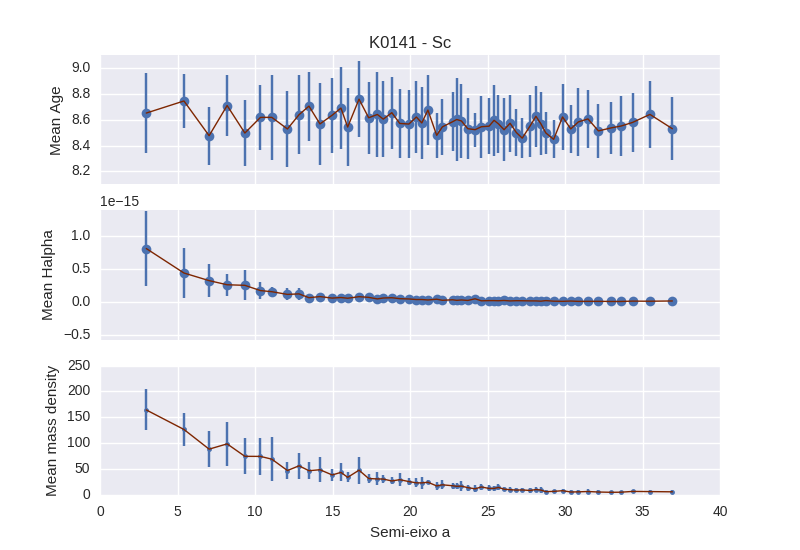 K0141 - Sc
9.0
8.8
8.6
8.4
8.2
Mean Age
1e−15
1.0
0.5
0.0
−0.5
Mean Halpha
250
200
150
100
50
0
Mean mass density
0 5 10 15 20 25 30 35 40
Semi-eixo a